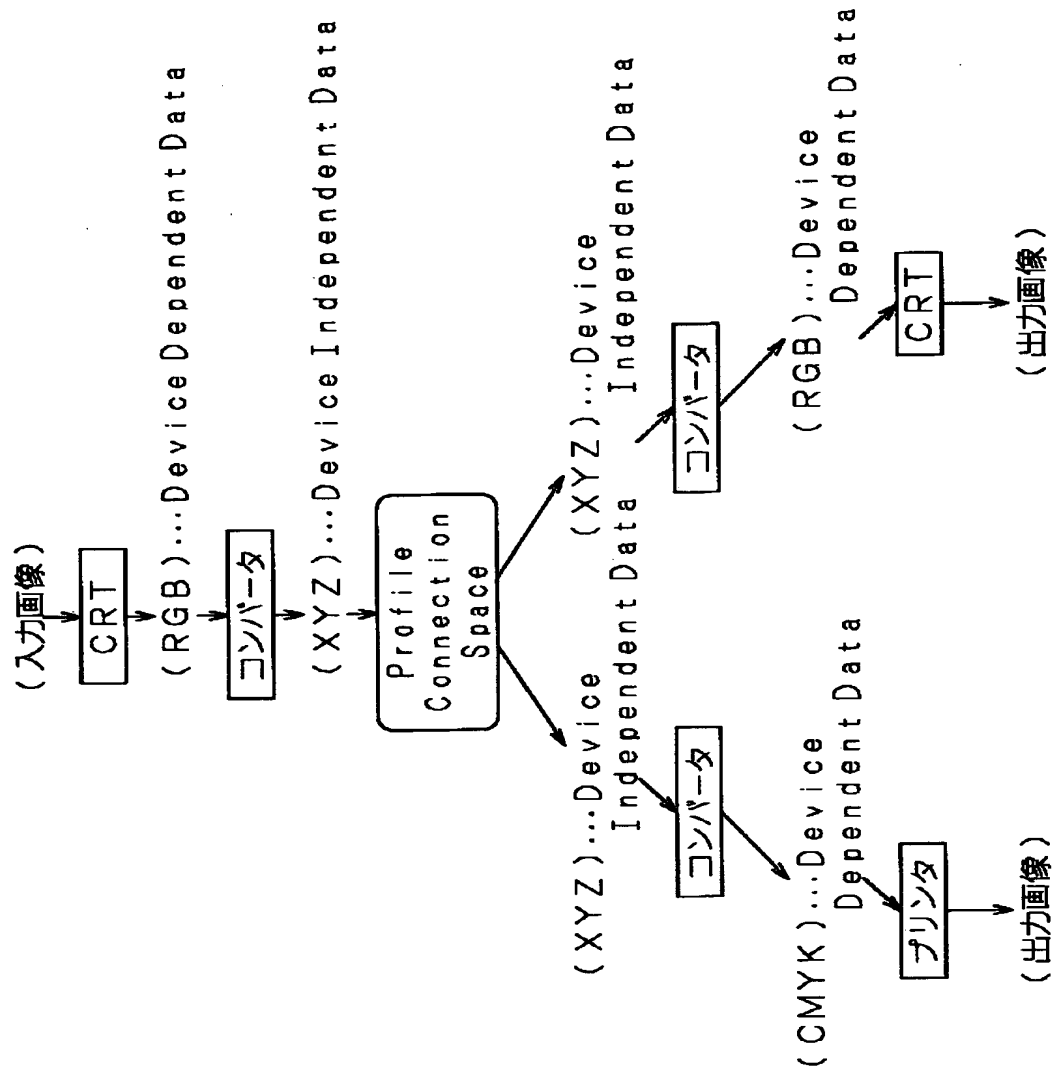 (入力画像)
CRT
(RGB)...Device Dependent Data
コンバータ
(XYZ)...Device Independent Data
Profile
Connection
Space
(XYZ)...Device
Independent Data
コンバータ
(CMYK)...Device
Dependent Data
プリンタ
(出力画像)
(XYZ)...Device
Independent Data
コンバータ
(RGB)...Device
Dependent Data
CRT
(出力画像)